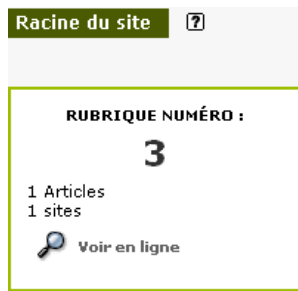 Racine du site ?
RUBRIQUE NUMÉRO :
3
1 Articles
1 sites
Voir en ligne